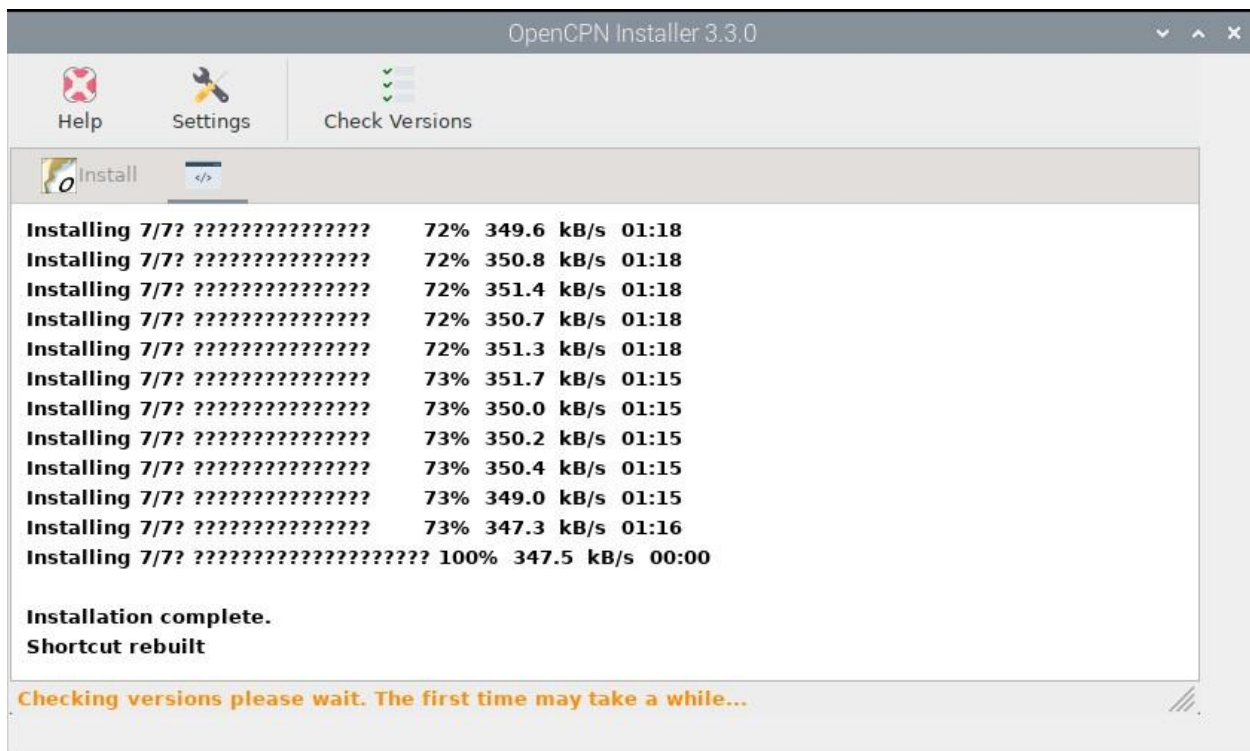 OpenCPN Installer 3.3.0
Help Settings Check Versions
Install </>
Installing 7/7? ??????????????? 72% 349.6 kB/s 01:18
Installing 7/7? ??????????????? 72% 350.8 kB/s 01:18
Installing 7/7? ??????????????? 72% 351.4 kB/s 01:18
Installing 7/7? ??????????????? 72% 350.7 kB/s 01:18
Installing 7/7? ??????????????? 72% 351.3 kB/s 01:18
Installing 7/7? ??????????????? 73% 351.7 kB/s 01:15
Installing 7/7? ??????????????? 73% 350.0 kB/s 01:15
Installing 7/7? ??????????????? 73% 350.2 kB/s 01:15
Installing 7/7? ??????????????? 73% 350.4 kB/s 01:15
Installing 7/7? ??????????????? 73% 349.0 kB/s 01:15
Installing 7/7? ??????????????? 73% 347.3 kB/s 01:16
Installing 7/7? ???????????????????? 100% 347.5 kB/s 00:00
Installation complete.
Shortcut rebuilt
Checking versions please wait. The first time may take a while...